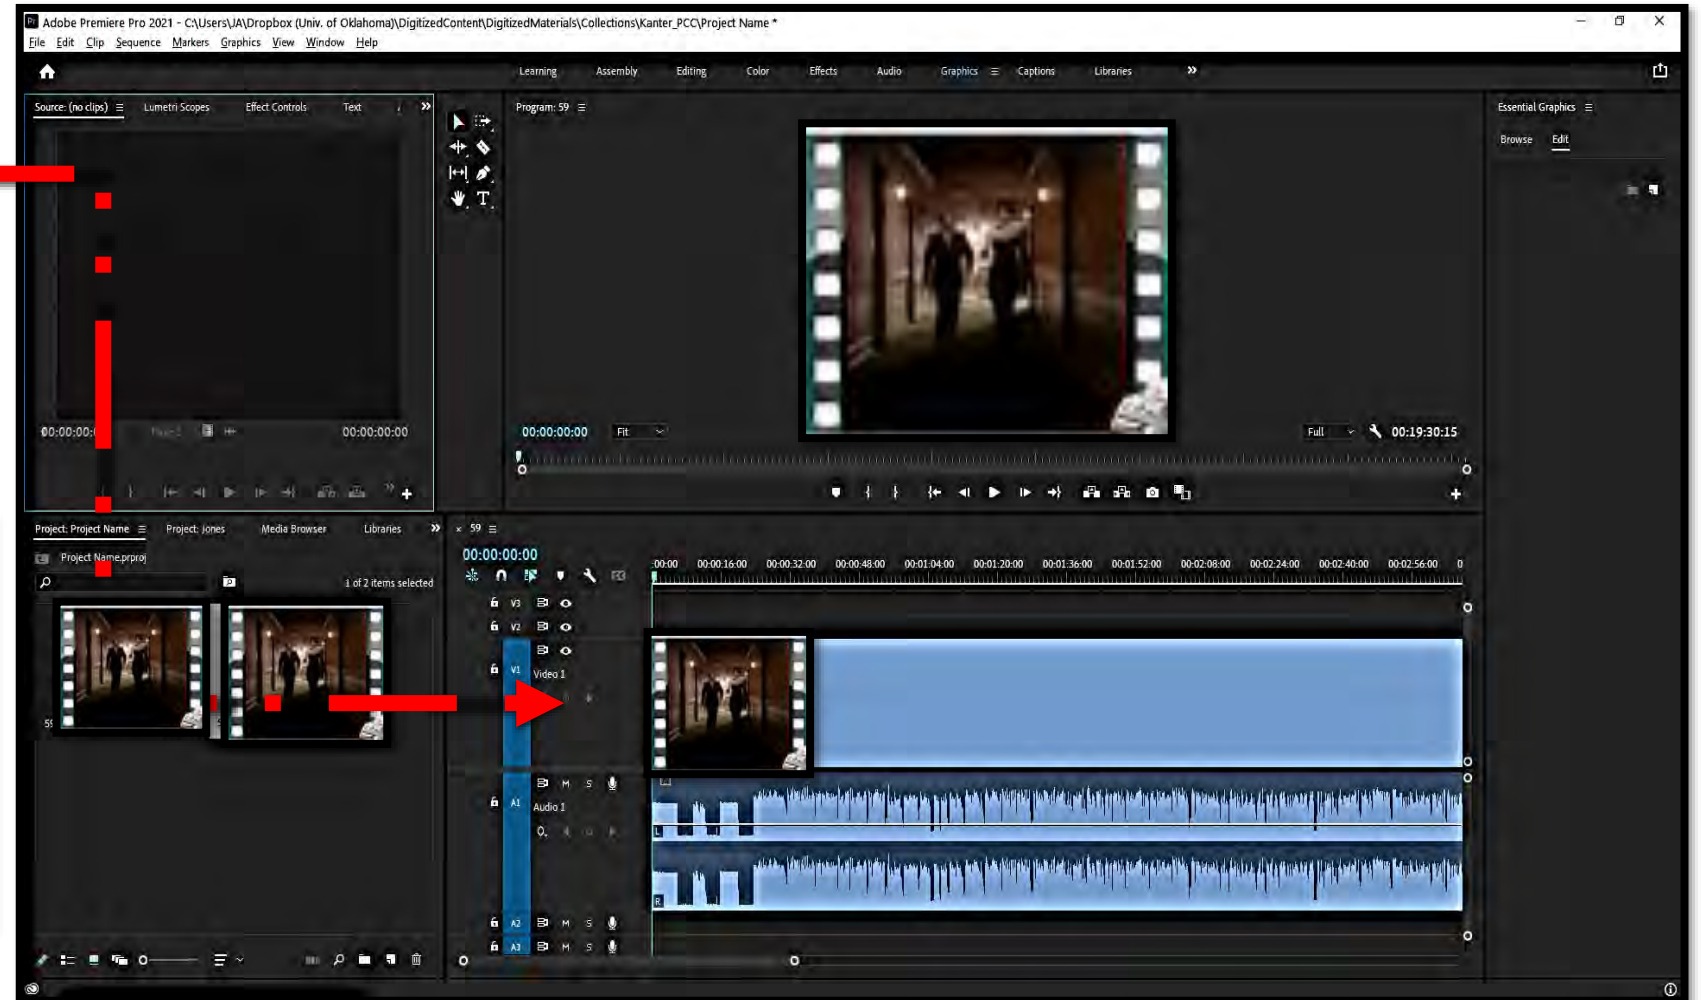 Adobe Premiere Pro 2021 - C:\Users\JA\Dropbox (Univ. of Oklahoma)\DigitizedContent\DigitizedMaterials\Collections\Kanter_PCC\Project Name *
File Edit Clip Sequence Markers Graphics View Window Help
Learning Assembly Editing Color Effects Audio Graphics Captions Libraries
Source: (no clips) Lumetri Scopes Effect Controls Text
Program: 59
Essential Graphics
Browse Edit
T
00:00:00: 00:00:00:00
00:00:00:00 Fit Full 00:19:30:15
Project: Project Name Project: Jones Media Browser Libraries
× 59
Project Name.prproj
00:00:00:00
:00:00 00:00:16:00 00:00:32:00 00:00:48:00 00:01:04:00 00:01:20:00 00:01:36:00 00:01:52:00 00:02:08:00 00:02:24:00 00:02:40:00 00:02:56:00 0
1 of 2 items selected
V3
V2
V1 Video 1
59
M S
A1 Audio 1
L
R
A2 M S
A3 M S